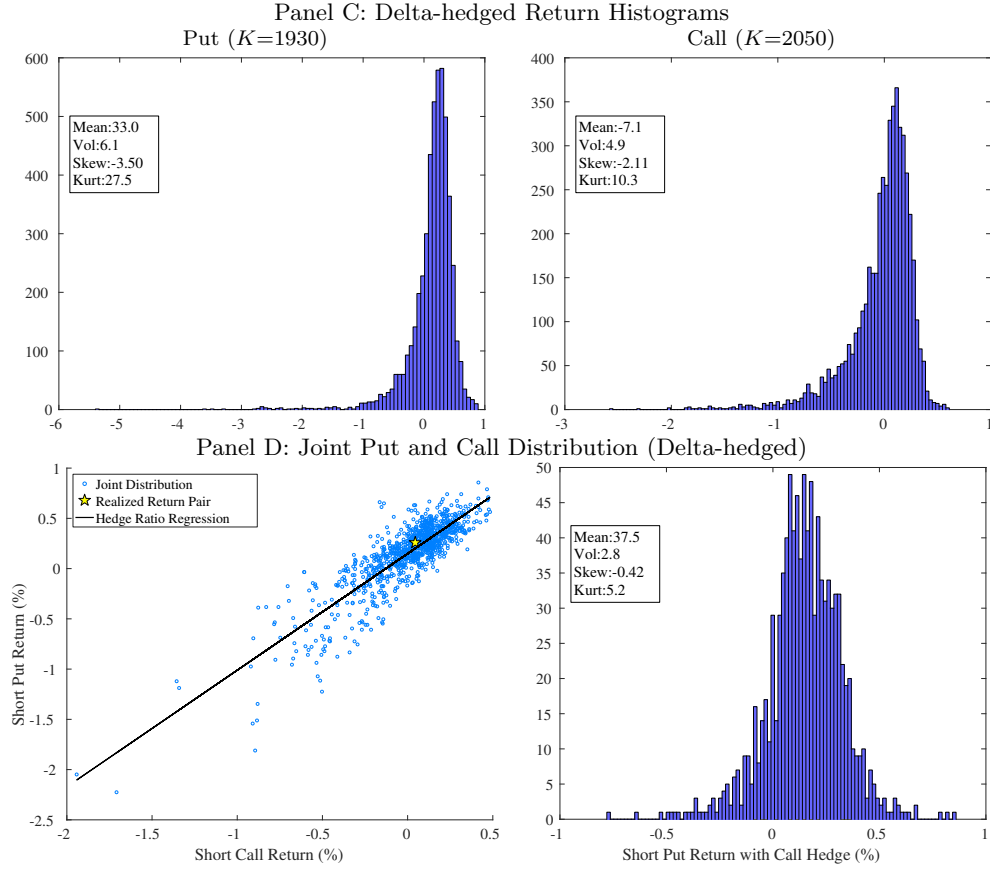 Panel C: Delta-hedged Return Histograms
Put (K=1930)
Call (K=2050)
600
500
400
300
200
100
0
Mean:33.0
Vol:6.1
Skew:-3.50
Kurt:27.5
-6 -5 -4 -3 -2 -1 0 1
400
350
300
250
200
150
100
50
0
Mean:-7.1
Vol:4.9
Skew:-2.11
Kurt:10.3
-3 -2 -1 0 1
Panel D: Joint Put and Call Distribution (Delta-hedged)
1
0.5
0
-0.5
-1
-1.5
-2
-2.5
Short Put Return (%)
Joint Distribution
Realized Return Pair
Hedge Ratio Regression
-2 -1.5 -1 -0.5 0 0.5
Short Call Return (%)
50
45
40
35
30
25
20
15
10
5
0
Mean:37.5
Vol:2.8
Skew:-0.42
Kurt:5.2
-1 -0.5 0 0.5 1
Short Put Return with Call Hedge (%)